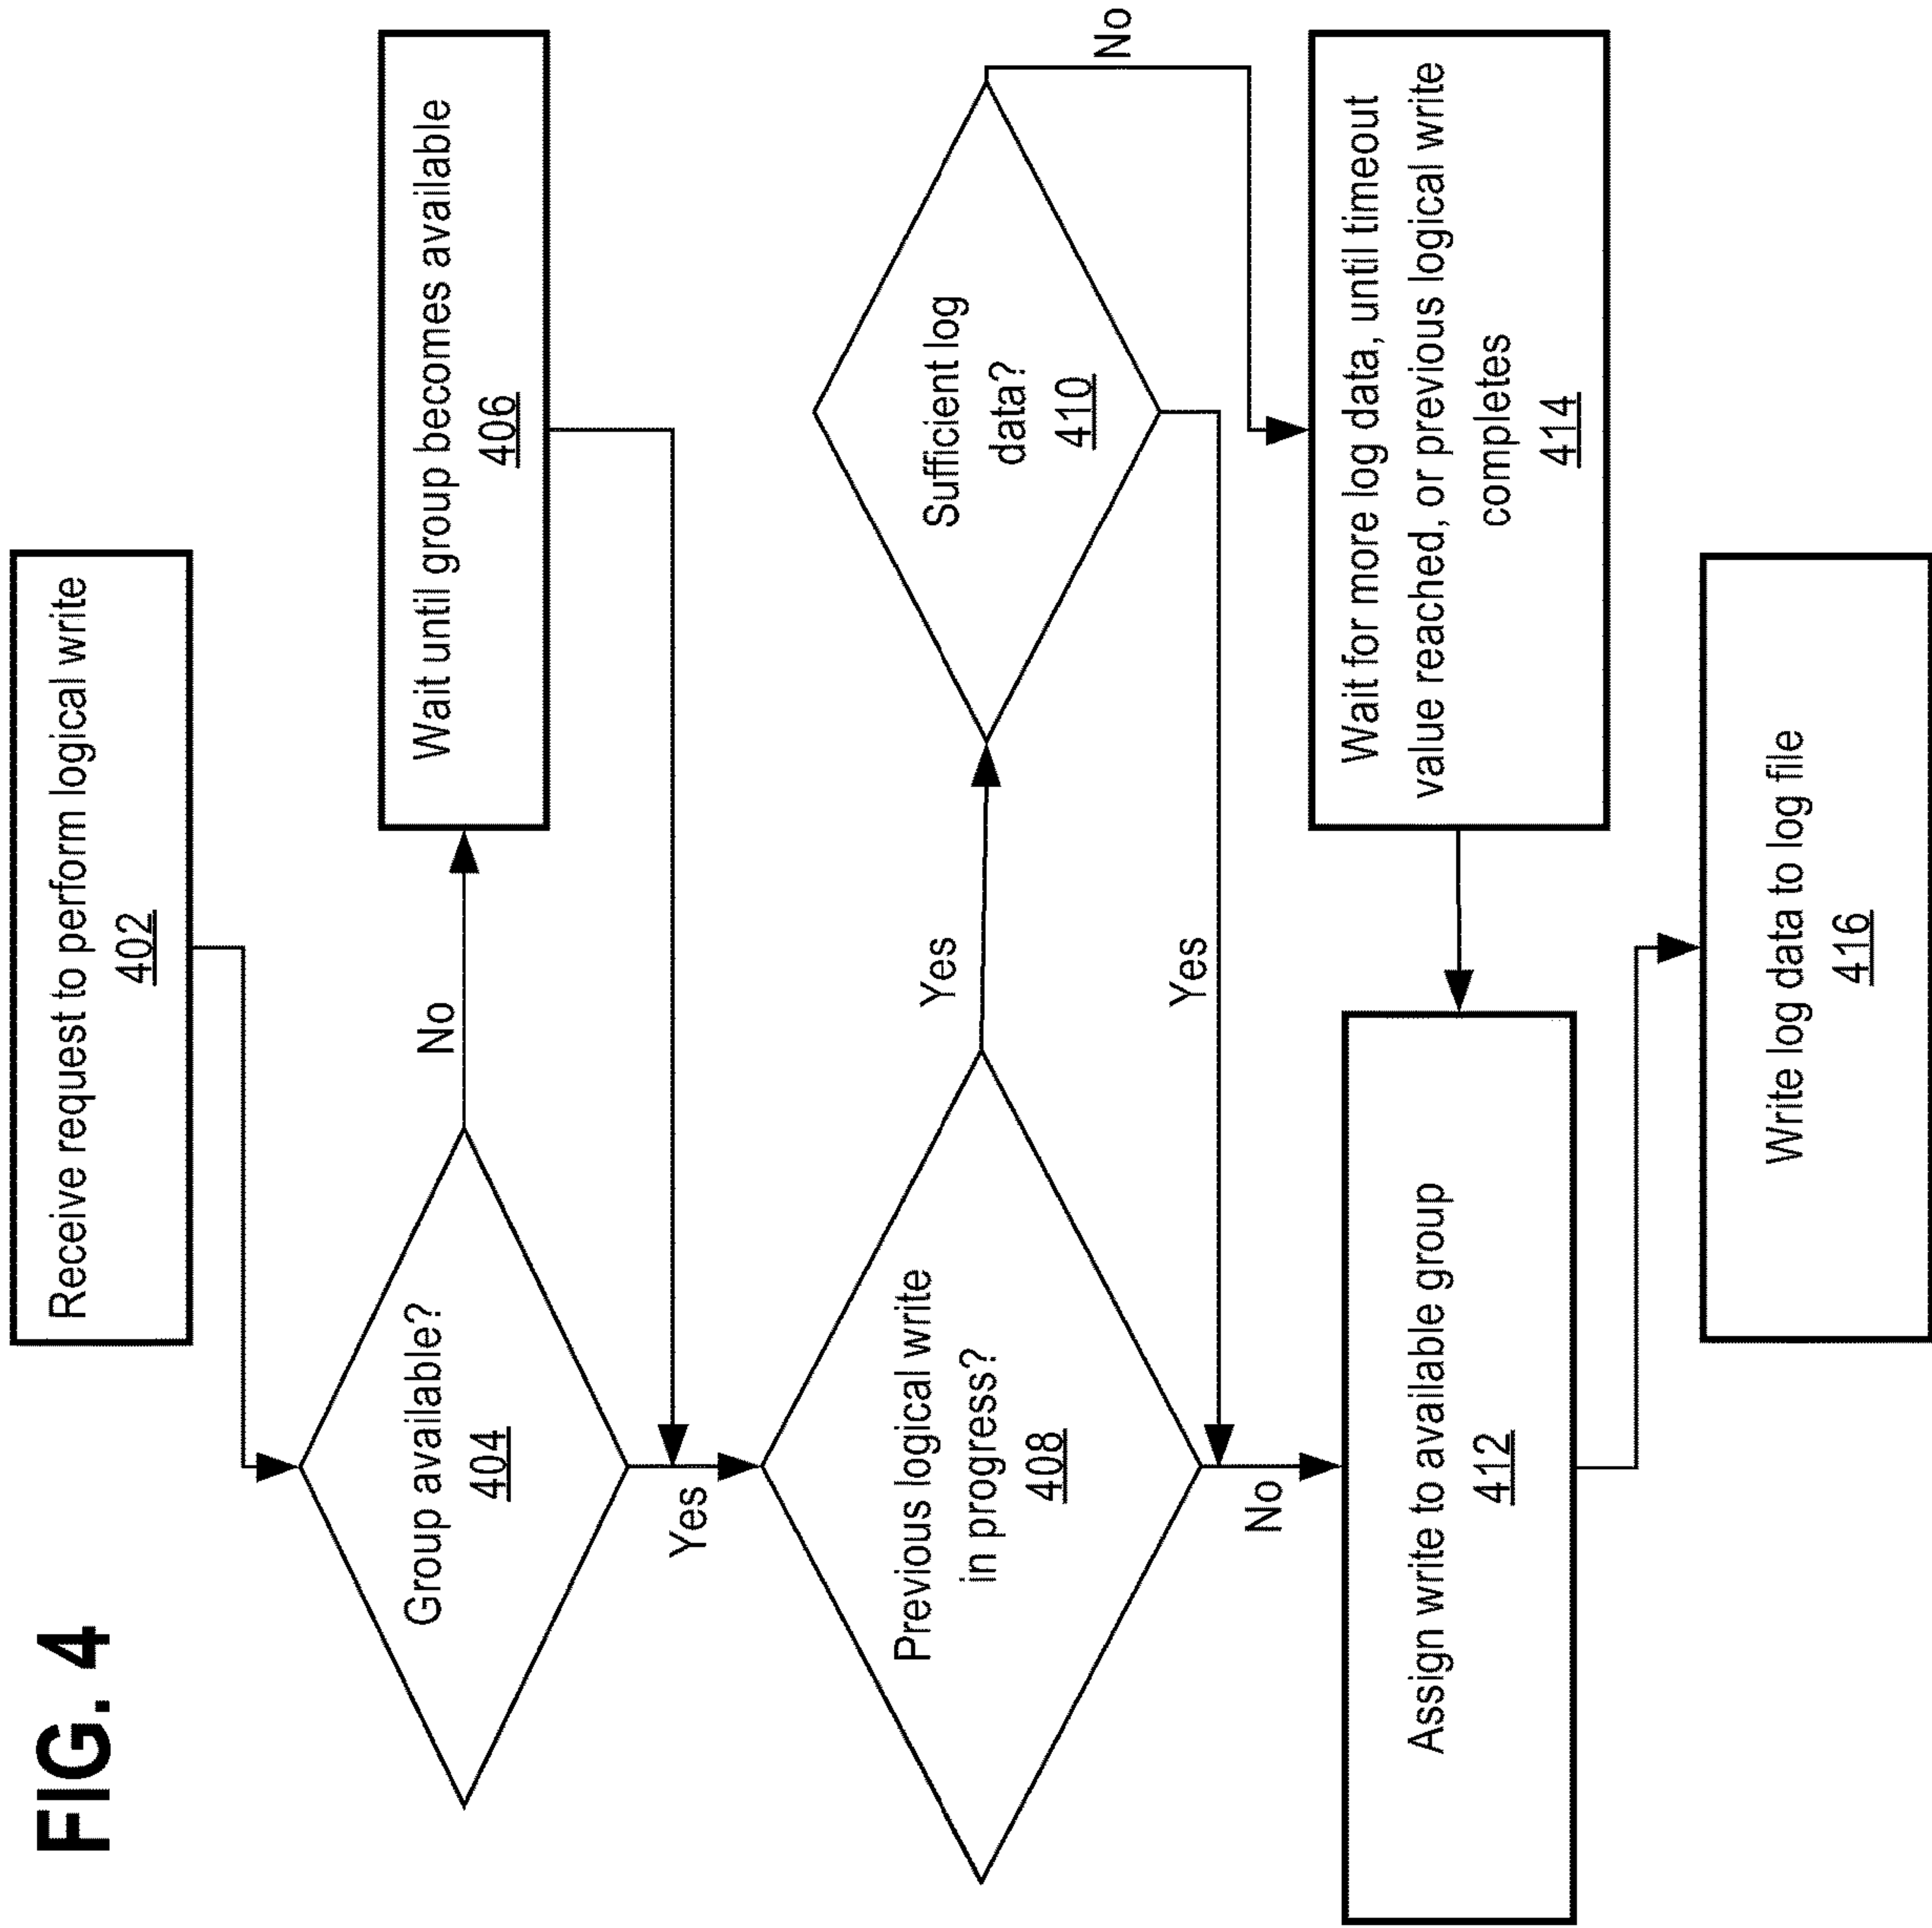 FIG. 4
Receive request to perform logical write
402
Group available?
404
No
Wait until group becomes available
406
Yes
Previous logical write
in progress?
408
Yes
Sufficient log
data?
410
No
Yes
No
Assign write to available group
412
Wait for more log data, until timeout
value reached, or previous logical write
completes
414
Write log data to log file
416